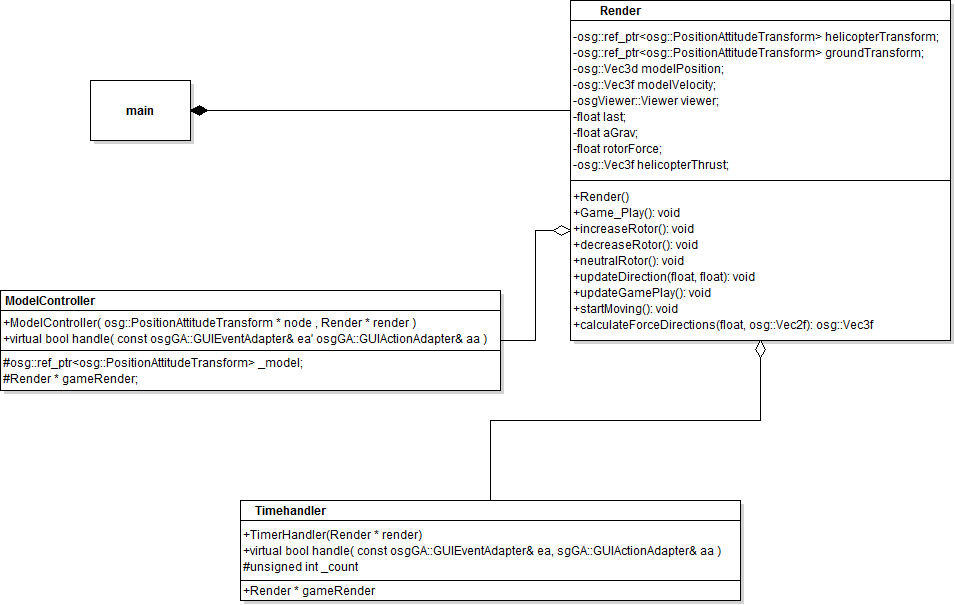 Render
-osg::ref_ptr<osg::PositionAttitudeTransform> helicopterTransform;
-osg::ref_ptr<osg::PositionAttitudeTransform> groundTransform;
-osg::Vec3d modelPosition;
-osg::Vec3f modelVelocity;
-osgViewer::Viewer viewer;
-float last;
-float aGrav;
-float rotorForce;
-osg::Vec3f helicopterThrust;
+Render()
+Game_Play(): void
+increaseRotor(): void
+decreaseRotor(): void
+neutralRotor(): void
+updateDirection(float, float): void
+updateGamePlay(): void
+startMoving(): void
+calculateForceDirections(float, osg::Vec2f): osg::Vec3f
main
ModelController
+ModelController( osg::PositionAttitudeTransform * node , Render * render )
+virtual bool handle( const osgGA::GUIEventAdapter& ea' osgGA::GUIActionAdapter& aa )
#osg::ref_ptr<osg::PositionAttitudeTransform> _model;
#Render * gameRender;
Timehandler
+TimerHandler(Render * render)
+virtual bool handle( const osgGA::GUIEventAdapter& ea, sgGA::GUIActionAdapter& aa )
#unsigned int _count
+Render * gameRender